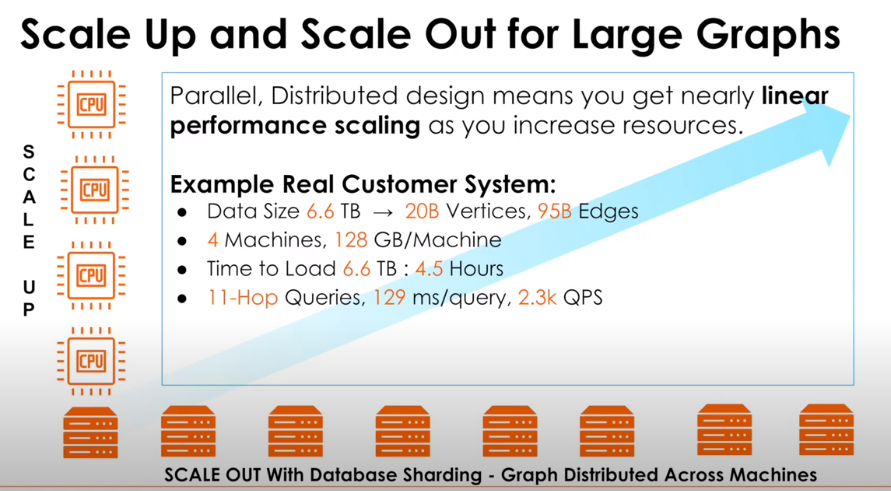 Scale Up and Scale Out for Large Graphs
CPU
CPU
CPU
CPU
SCALE UP
Parallel, Distributed design means you get nearly linear
performance scaling as you increase resources.
Example Real Customer System:
● Data Size 6.6 TB → 20B Vertices, 95B Edges
● 4 Machines, 128 GB/Machine
● Time to Load 6.6 TB : 4.5 Hours
● 11-Hop Queries, 129 ms/query, 2.3k QPS
SCALE OUT With Database Sharding - Graph Distributed Across Machines